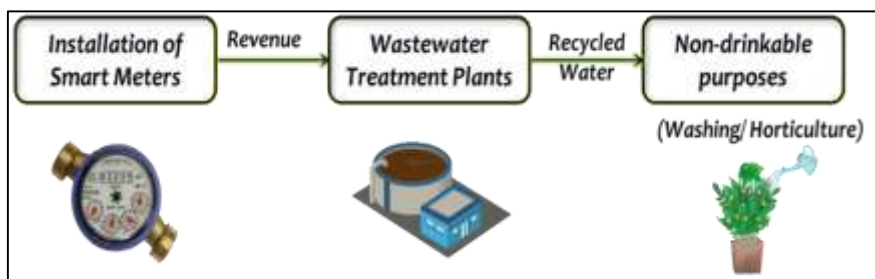 Installation of
Smart Meters
Revenue
Wastewater
Treatment Plants
Recycled
Water
Non-drinkable
purposes
(Washing/ Horticulture)